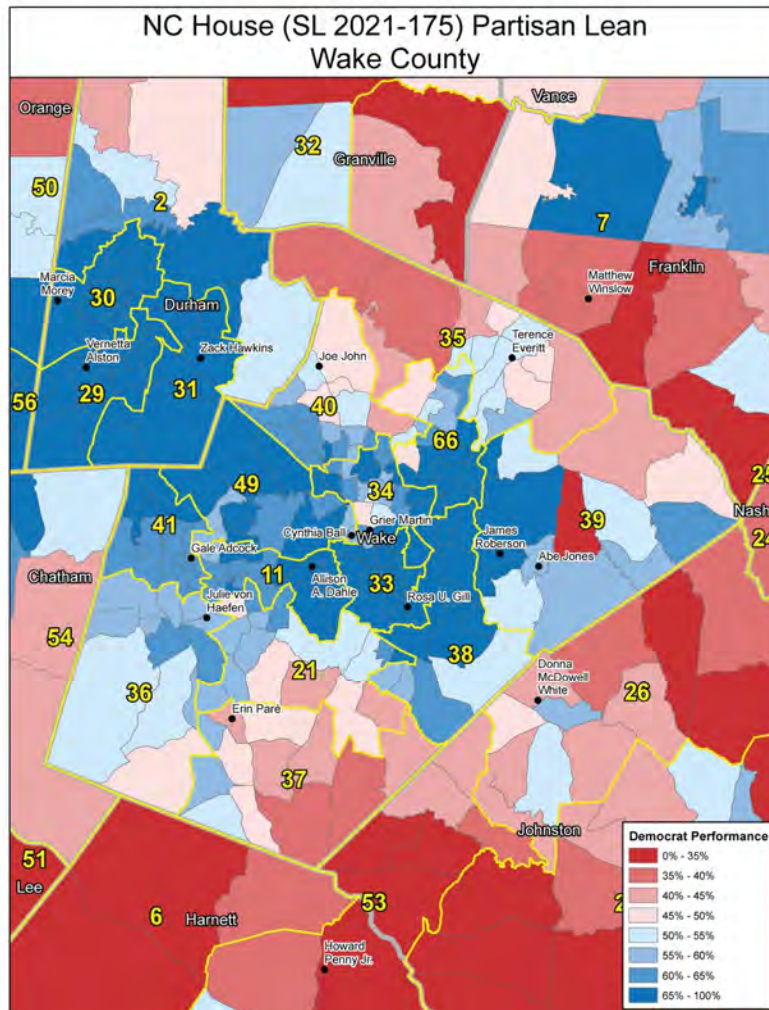 NC House (SL 2021-175) Partisan Lean
Wake County
Orange
Vance
32
Granville
50
2
7
Marcia
Morey
30
Durham
Franklin
Matthew
Winslow
Vernetta
Alston
Zack Hawkins
35
Terence
Everitt
Joe John
29
31
56
40
66
25
49
34
41
Grier Martin
39
Nash
Cynthia Ball
Wake
James
Roberson
24
Gale Adcock
Abe Jones
Chatham
11
Allison
A. Dahle
33
Julie von
Haefen
Rosa U. Gill
54
38
21
Donna
McDowell
White
36
26
Erin Paré
37
Johnston
51
Lee
53
6
Harnett
2
Howard
Penny Jr.
Democrat Performance
0% - 35%
35% - 40%
40% - 45%
45% - 50%
50% - 55%
55% - 60%
60% - 65%
65% - 100%